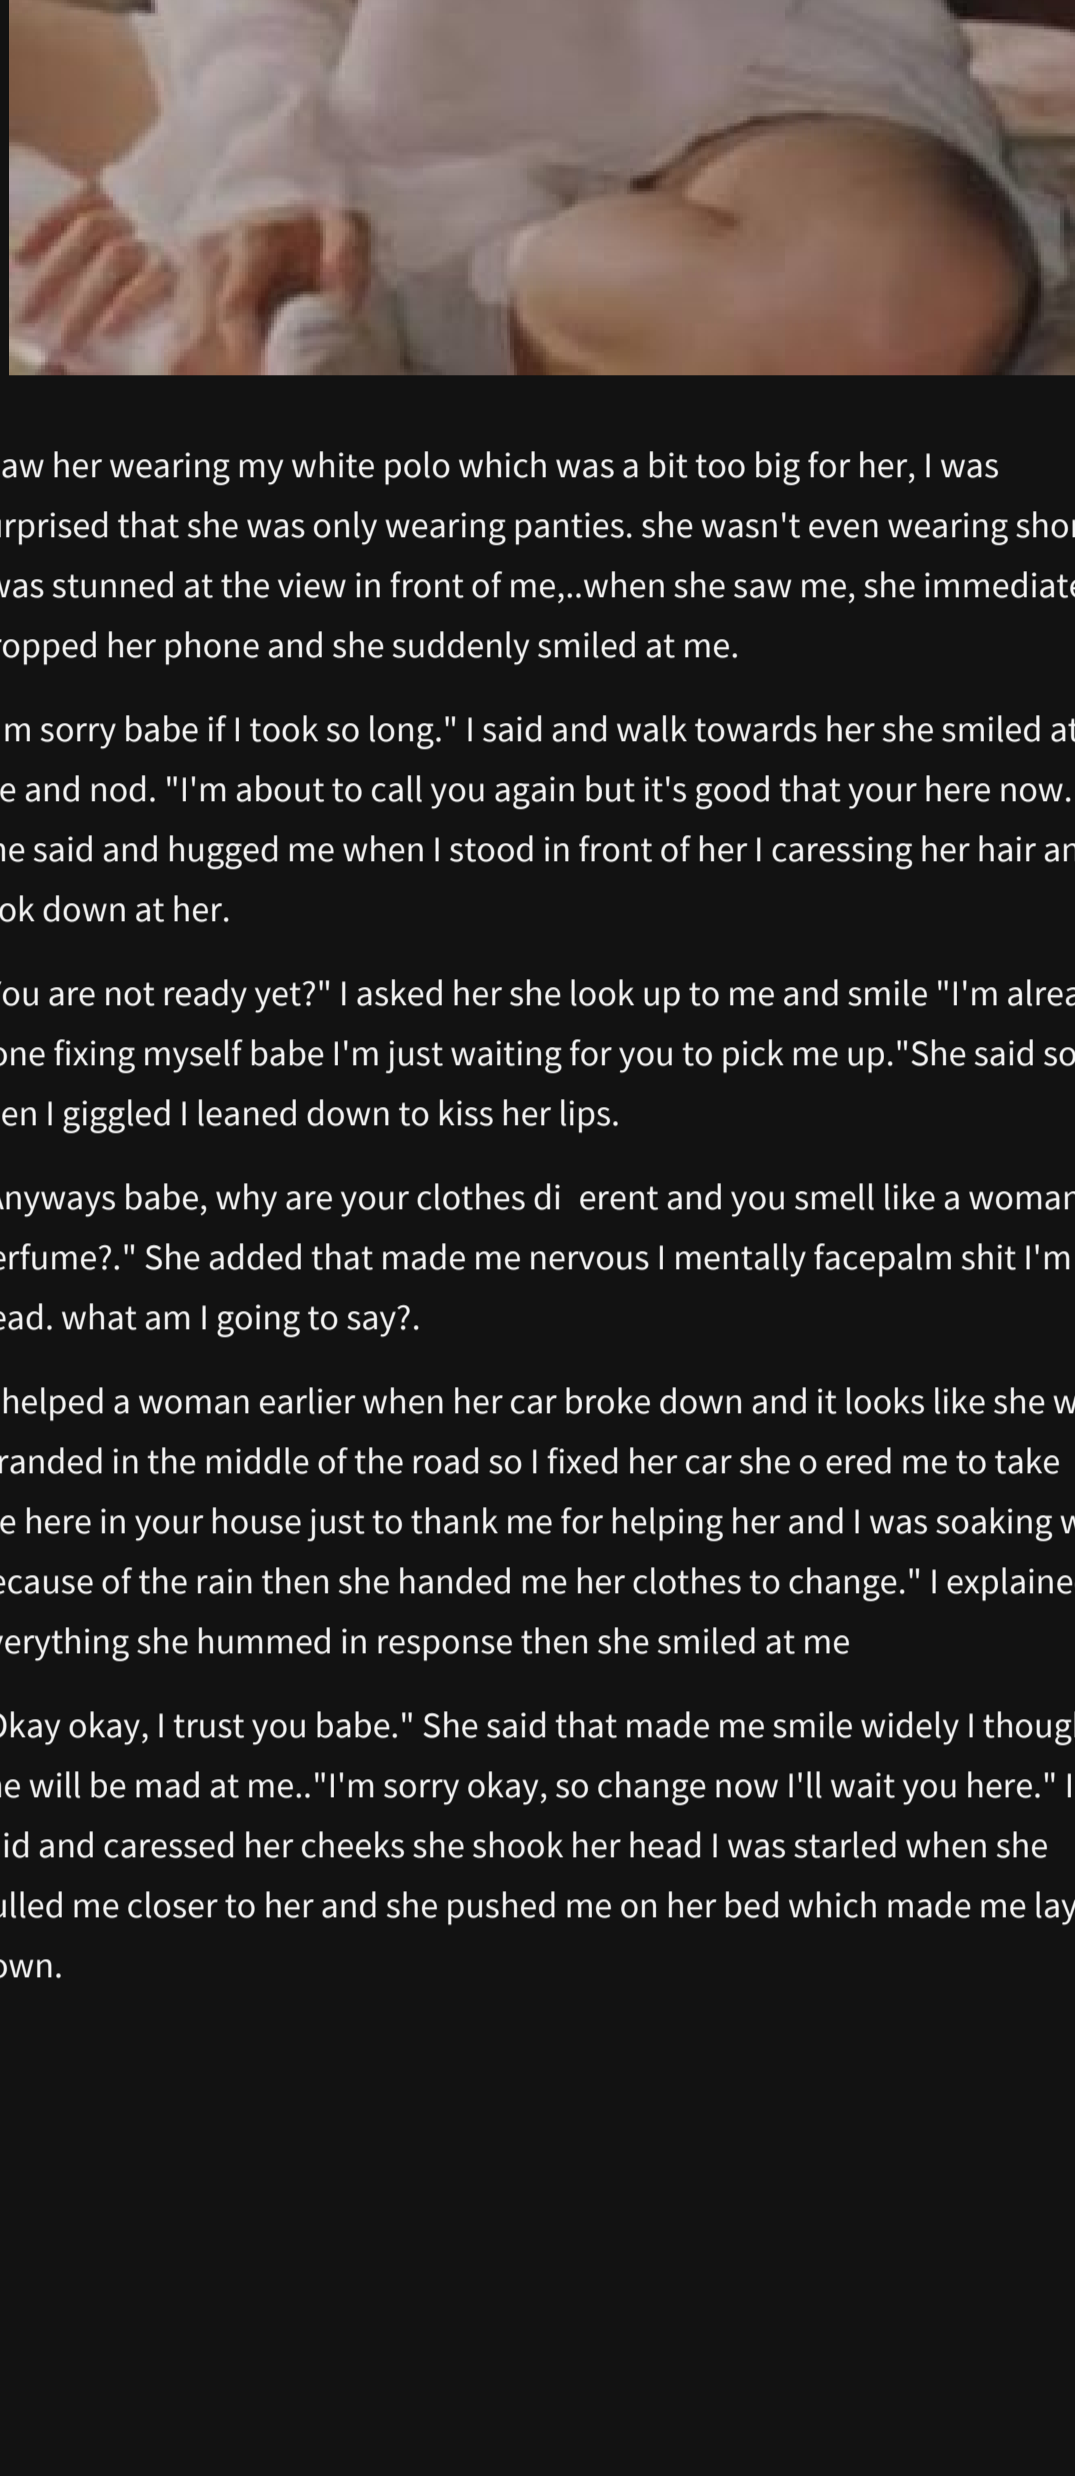 aw her wearing my white polo which was a bit too big for her, I was
rprised that she was only wearing panties. she wasn't even wearing shor
was stunned at the view in front of me,..when she saw me, she immediate
ropped her phone and she suddenly smiled at me.
m sorry babe if I took so long." I said and walk towards her she smiled at
e and nod. "I'm about to call you again but it's good that your here now.
he said and hugged me when I stood in front of her I caressing her hair an
ok down at her.
You are not ready yet?" I asked her she look up to me and smile "I'm alrea
one fixing myself babe I'm just waiting for you to pick me up."She said so
en I giggled I leaned down to kiss her lips.
Anyways babe, why are your clothes di erent and you smell like a woman
erfume?." She added that made me nervous I mentally facepalm shit I'm
ead. what am I going to say?.
helped a woman earlier when her car broke down and it looks like she w
randed in the middle of the road so I fixed her car she o ered me to take
e here in your house just to thank me for helping her and I was soaking w
ecause of the rain then she handed me her clothes to change." I explaine
verything she hummed in response then she smiled at me
Okay okay, I trust you babe." She said that made me smile widely I though
he will be mad at me.."I'm sorry okay, so change now I'll wait you here." I
id and caressed her cheeks she shook her head I was starled when she
ulled me closer to her and she pushed me on her bed which made me lay
own.